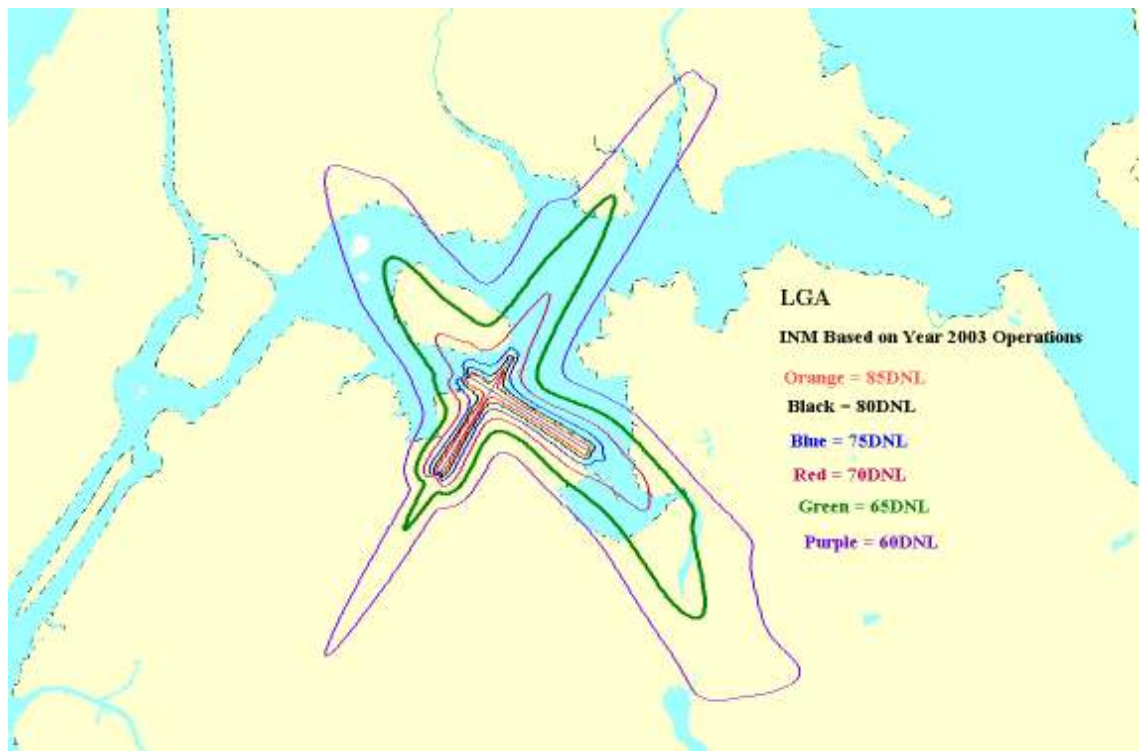 LGA
INM Based on Year 2003 Operations
Orange = 85DNL
Black = 80DNL
Blue = 75DNL
Red = 70DNL
Green = 65DNL
Purple = 60DNL